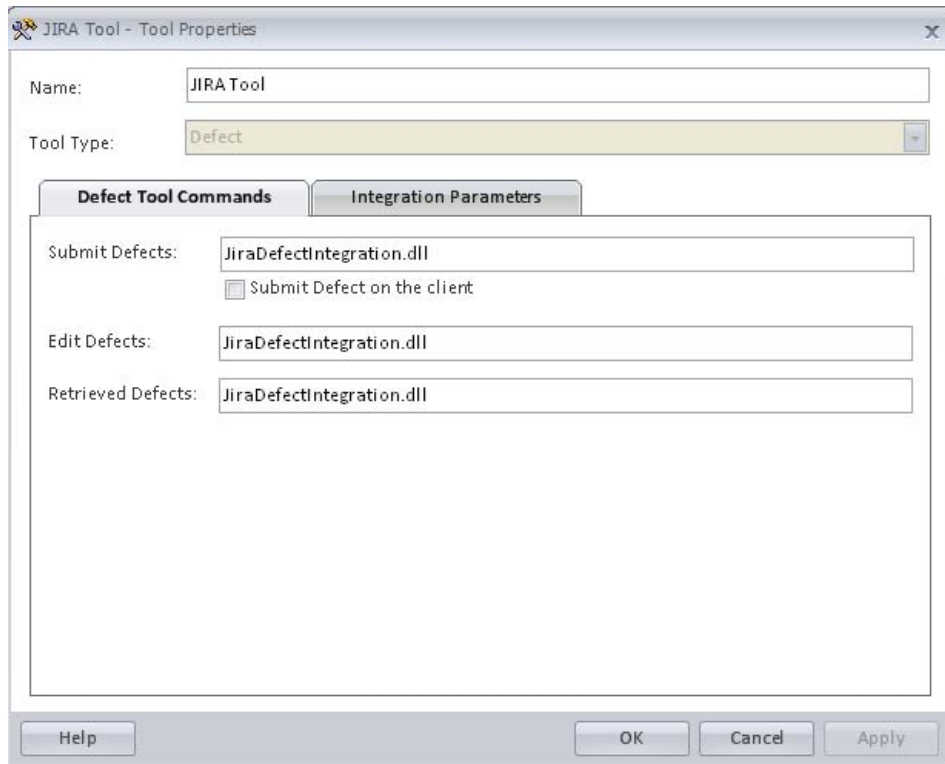 JIRA Tool - Tool Properties
Name: JIRA Tool
Tool Type: Defect
Defect Tool Commands Integration Parameters
Submit Defects: JiraDefectIntegration.dll
Submit Defect on the client
Edit Defects: JiraDefectIntegration.dll
Retrieved Defects: JiraDefectIntegration.dll
Help OK Cancel Apply